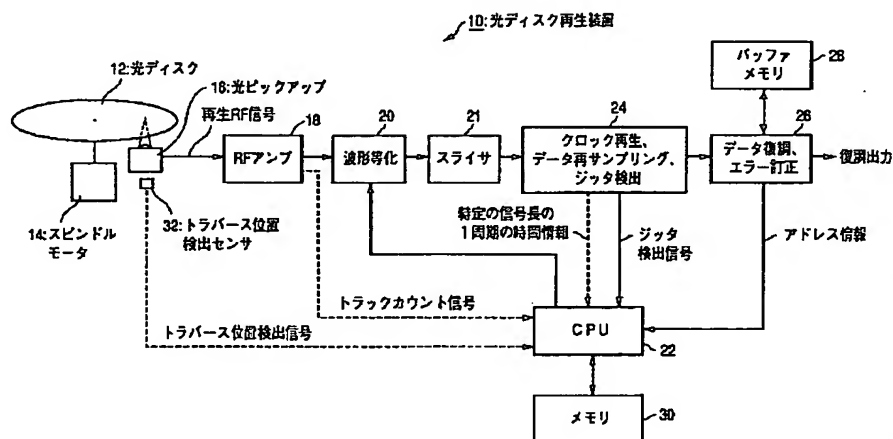 10:光ディスク再生装置
12:光ディスク
16:光ピックアップ
再生RF信号
18
RFアンプ
20
波形等化
21
スライサ
24
クロック再生、
データ再サンプリング、
ジッタ検出
バッファ
メモリ
28
26
データ復調、
エラー訂正
復調出力
14:スピンドル
モータ
32:トラバース位置
検出センサ
特定の信号長の
1周期の時間情報
ジッタ
検出信号
アドレス情報
トラックカウント信号
トラバース位置検出信号
CPU
22
メモリ
30